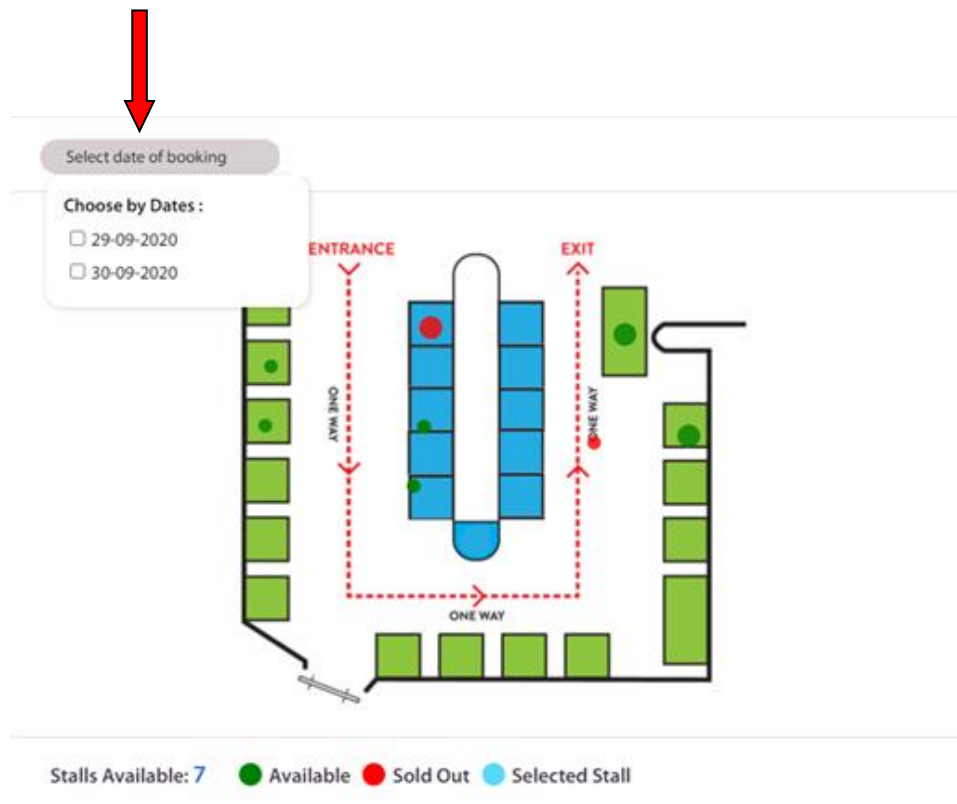 Select date of booking
Choose by Dates :
29-09-2020
30-09-2020
ENTRANCE
EXIT
ONE WAY
ONE WAY
ONE WAY
Stalls Available: 7 Available Sold Out Selected Stall